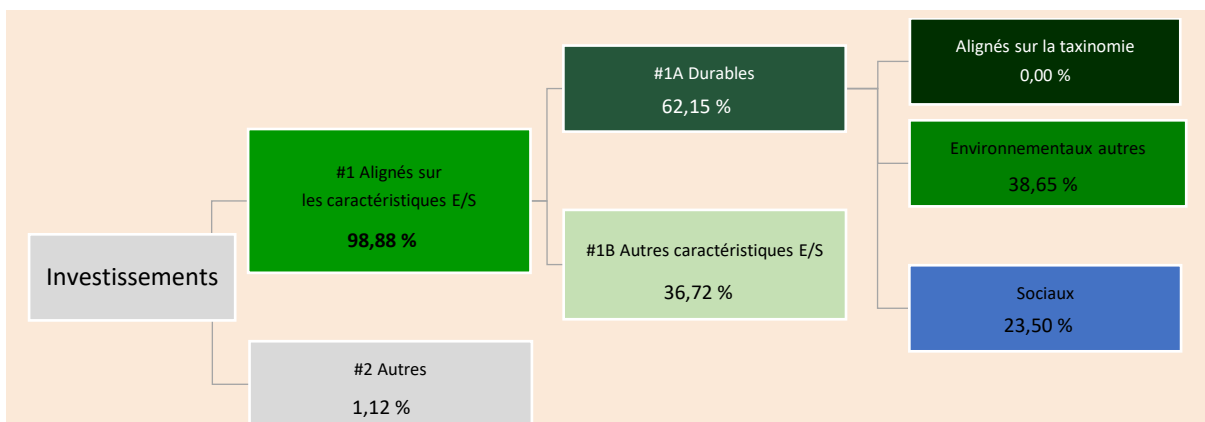 Investissements
#1 Alignés sur
les caractéristiques E/S
98,88 %
#2 Autres
1,12 %
#1A Durables
62,15 %
#1B Autres caractéristiques E/S
36,72 %
Alignés sur la taxinomie
0,00 %
Environnementaux autres
38,65 %
Sociaux
23,50 %